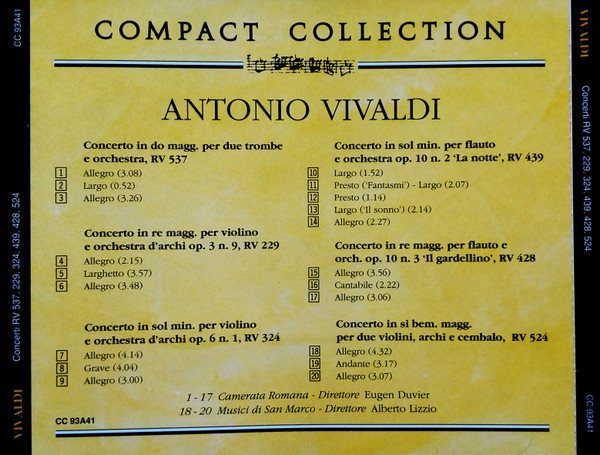 COMPACT COLLECTION
ANTONIO VIVALDI
Concerto in do magg. per due trombe
e orchestra, RV 537
1 Allegro (3.08)
2 Largo (0.52)
3 Allegro (3.26)
Concerto in re magg. per violino
e orchestra d'archi op. 3 n. 9, RV 229
4 Allegro (2.15)
5 Larghetto (3.57)
6 Allegro (3.48)
Concerto in sol min. per violino
e orchestra d'archi op. 6 n. 1, RV 324
7 Allegro (4.14)
8 Grave (4.04)
9 Allegro (3.00)
Concerto in sol min. per flauto
e orchestra op. 10 n. 2 'La notte', RV 439
10 Largo (1.52)
11 Presto ('Fantasmi') - Largo (2.07)
12 Presto (1.14)
13 Largo ('Il sonno') (2.14)
14 Allegro (2.27)
Concerto in re magg. per flauto e
orch. op. 10 n. 3 'Il gardellino', RV 428
15 Allegro (3.56)
16 Cantabile (2.22)
17 Allegro (3.06)
Concerto in si bem. magg.
per due violini, archi e cembalo, RV 524
18 Allegro (4.32)
19 Andante (3.17)
20 Allegro (3.07)
1 - 17 Camerata Romana - Direttore Eugen Duvier
18 - 20 Musici di San Marco - Direttore Alberto Lizzio
CC 93A41
VIVALDI
Concerti RV 537, 229, 324, 439, 428, 524
CC 93A41
VIVALDI
Concerti RV 537, 229, 324, 439, 428, 524
CC 93A41